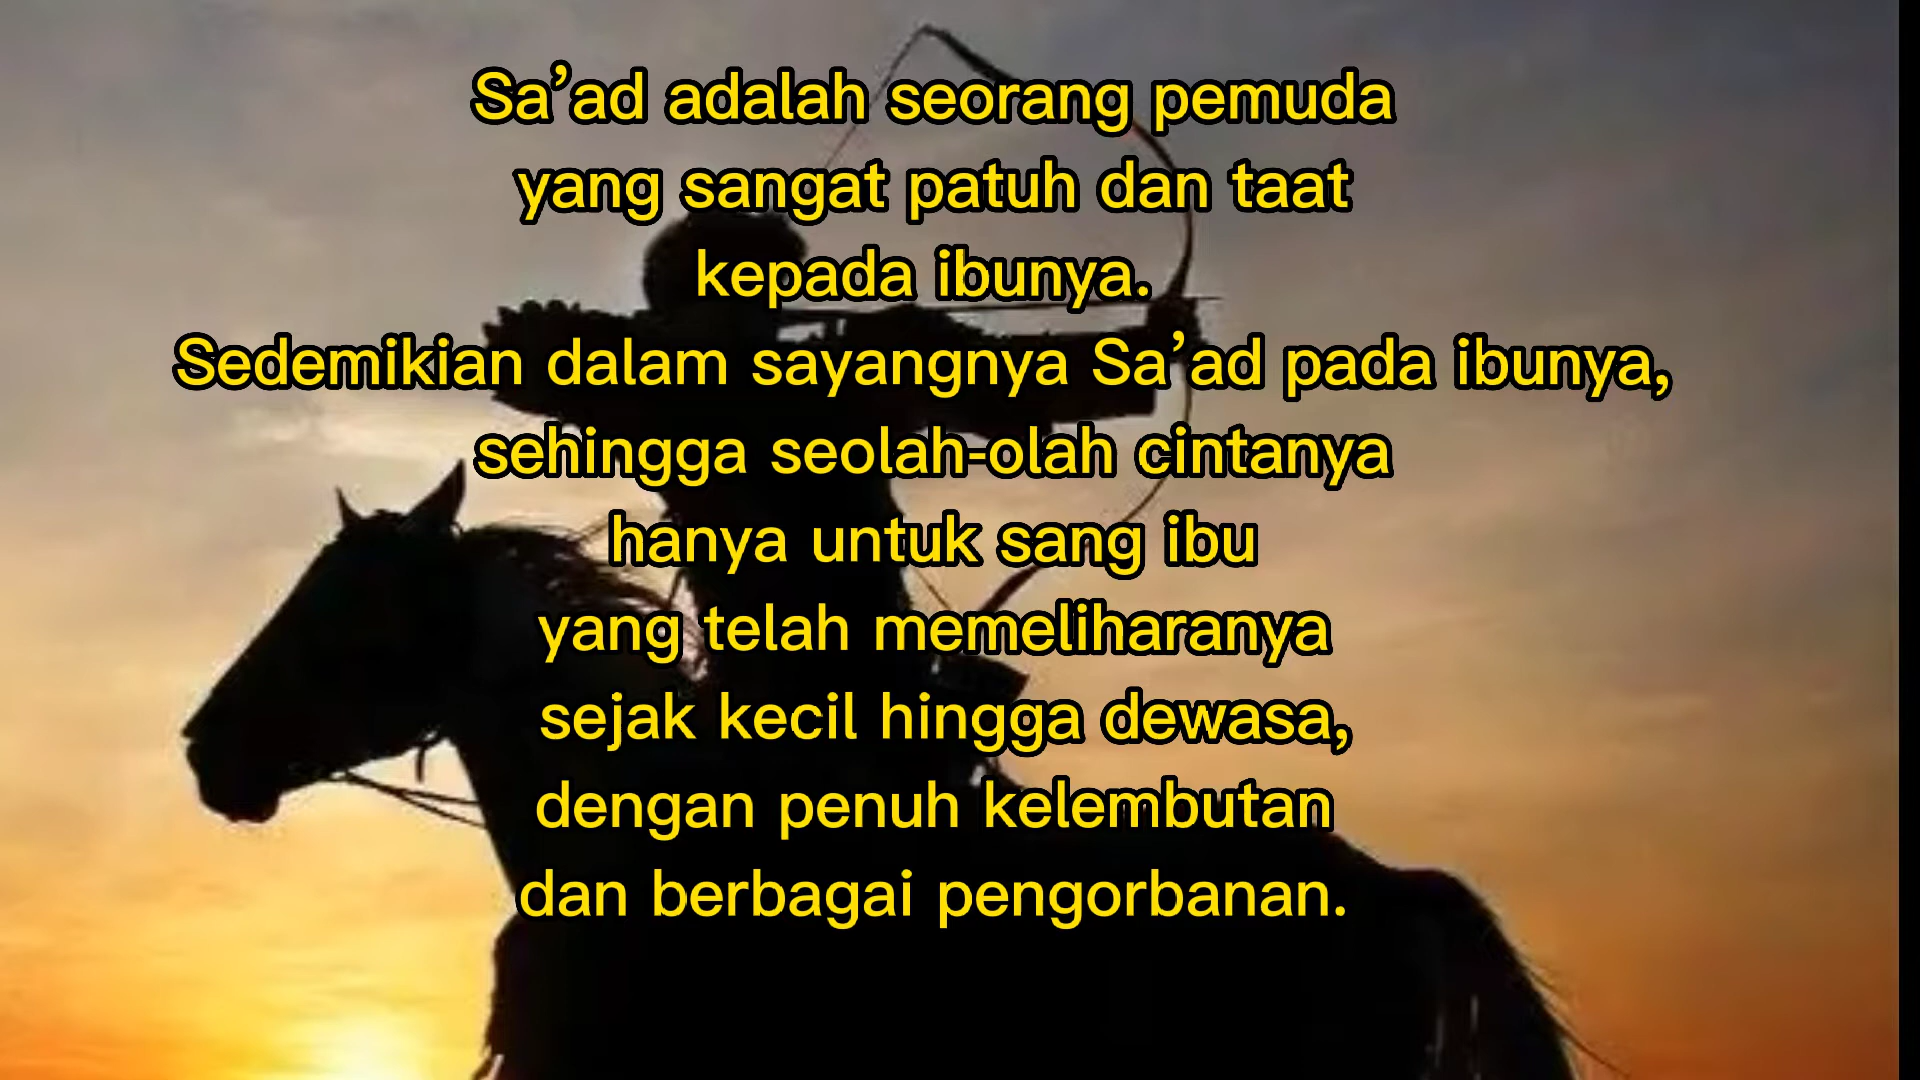 Sa’ad adalah seorang pemuda
yang sangat patuh dan taat
kepada ibunya.
Sedemikian dalam sayangnya Sa’ad pada ibunya,
sehingga seolah-olah cintanya
hanya untuk sang ibu
yang telah memeliharanya
sejak kecil hingga dewasa,
dengan penuh kelembutan
dan berbagai pengorbanan.